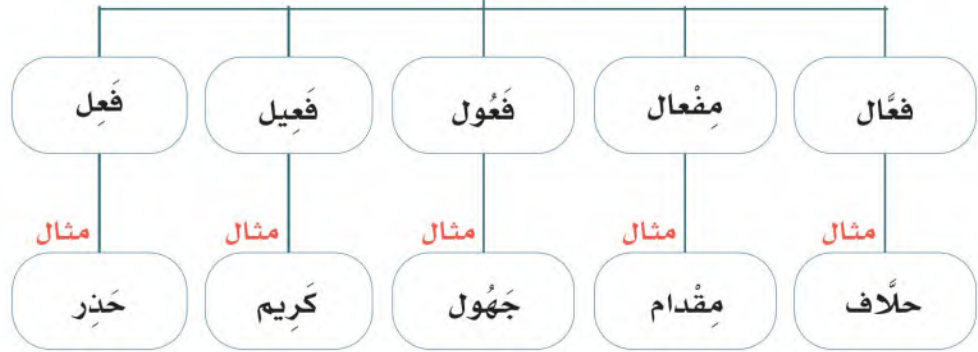 فعَّال مِفْعال فَعُول فَعِيل فَعِل
مثال مثال مثال مثال مثال
حلَّاف مِقْدام جَهُول كَرِيم حَذِر